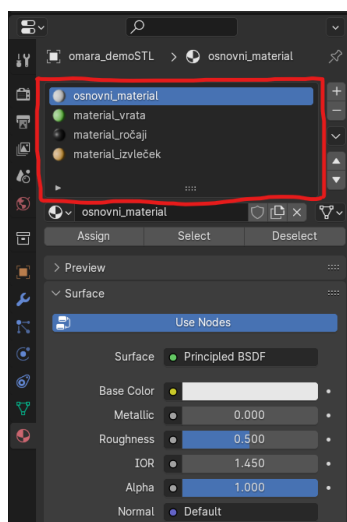 omara_demoSTL > osnovni_material
osnovni_material
material_vrata
material_ročaji
material_izvleček
osnovni_material
Assign Select Deselect
Preview
Surface
Use Nodes
Surface Principled BSDF
Base Color
Metallic 0.000
Roughness 0.500
IOR 1.450
Alpha 1.000
Normal Default